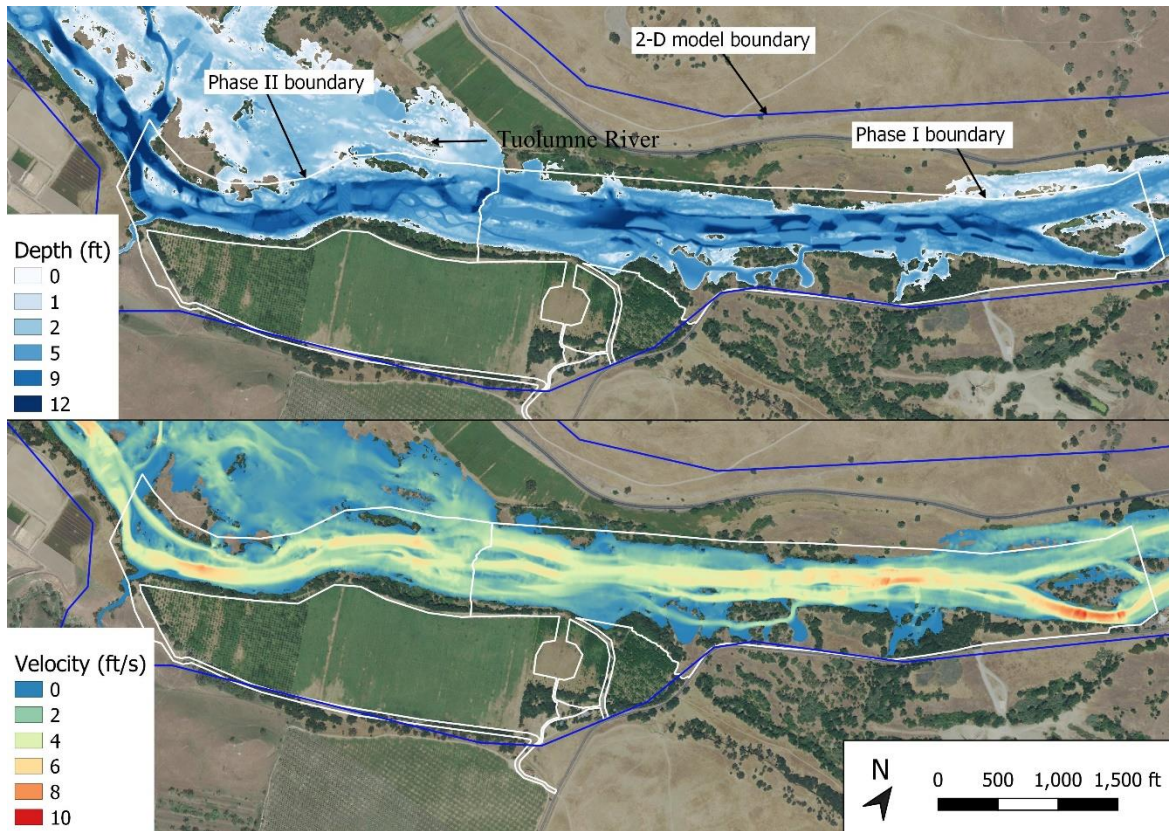 2-D model boundary
Phase II boundary
Tuolumne River
Phase I boundary
Depth (ft)
0
1
2
5
9
12
Velocity (ft/s)
0
2
4
6
8
10
N
0 500 1,000 1,500 ft